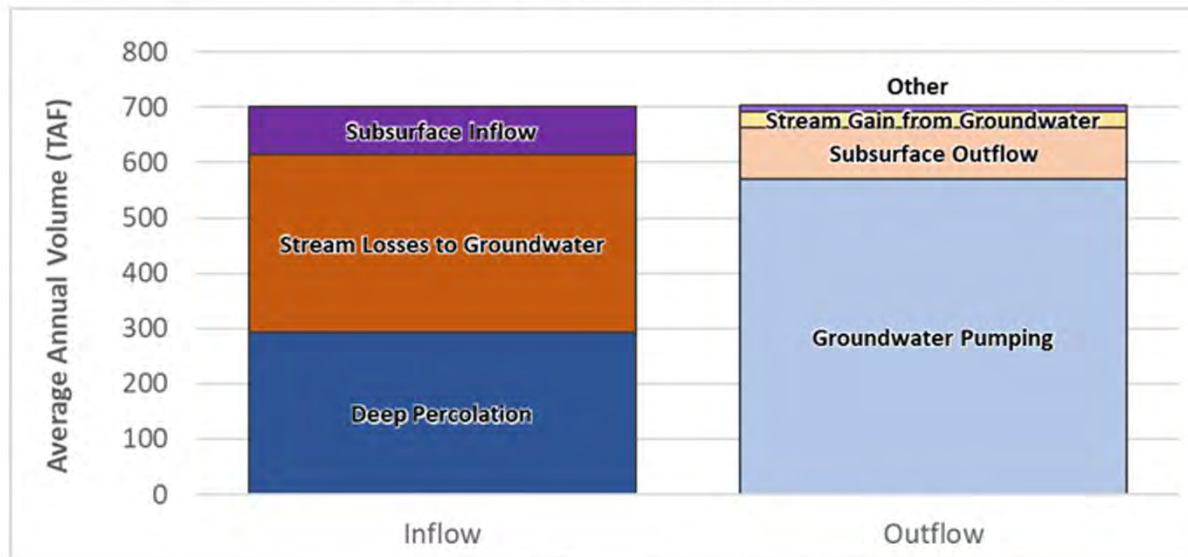 Average Annual Volume (TAF)
800
700
600
500
400
300
200
100
0
Subsurface Inflow
Stream Losses to Groundwater
Deep Percolation
Inflow
Other
Stream Gain from Groundwater
Subsurface Outflow
Groundwater Pumping
Outflow